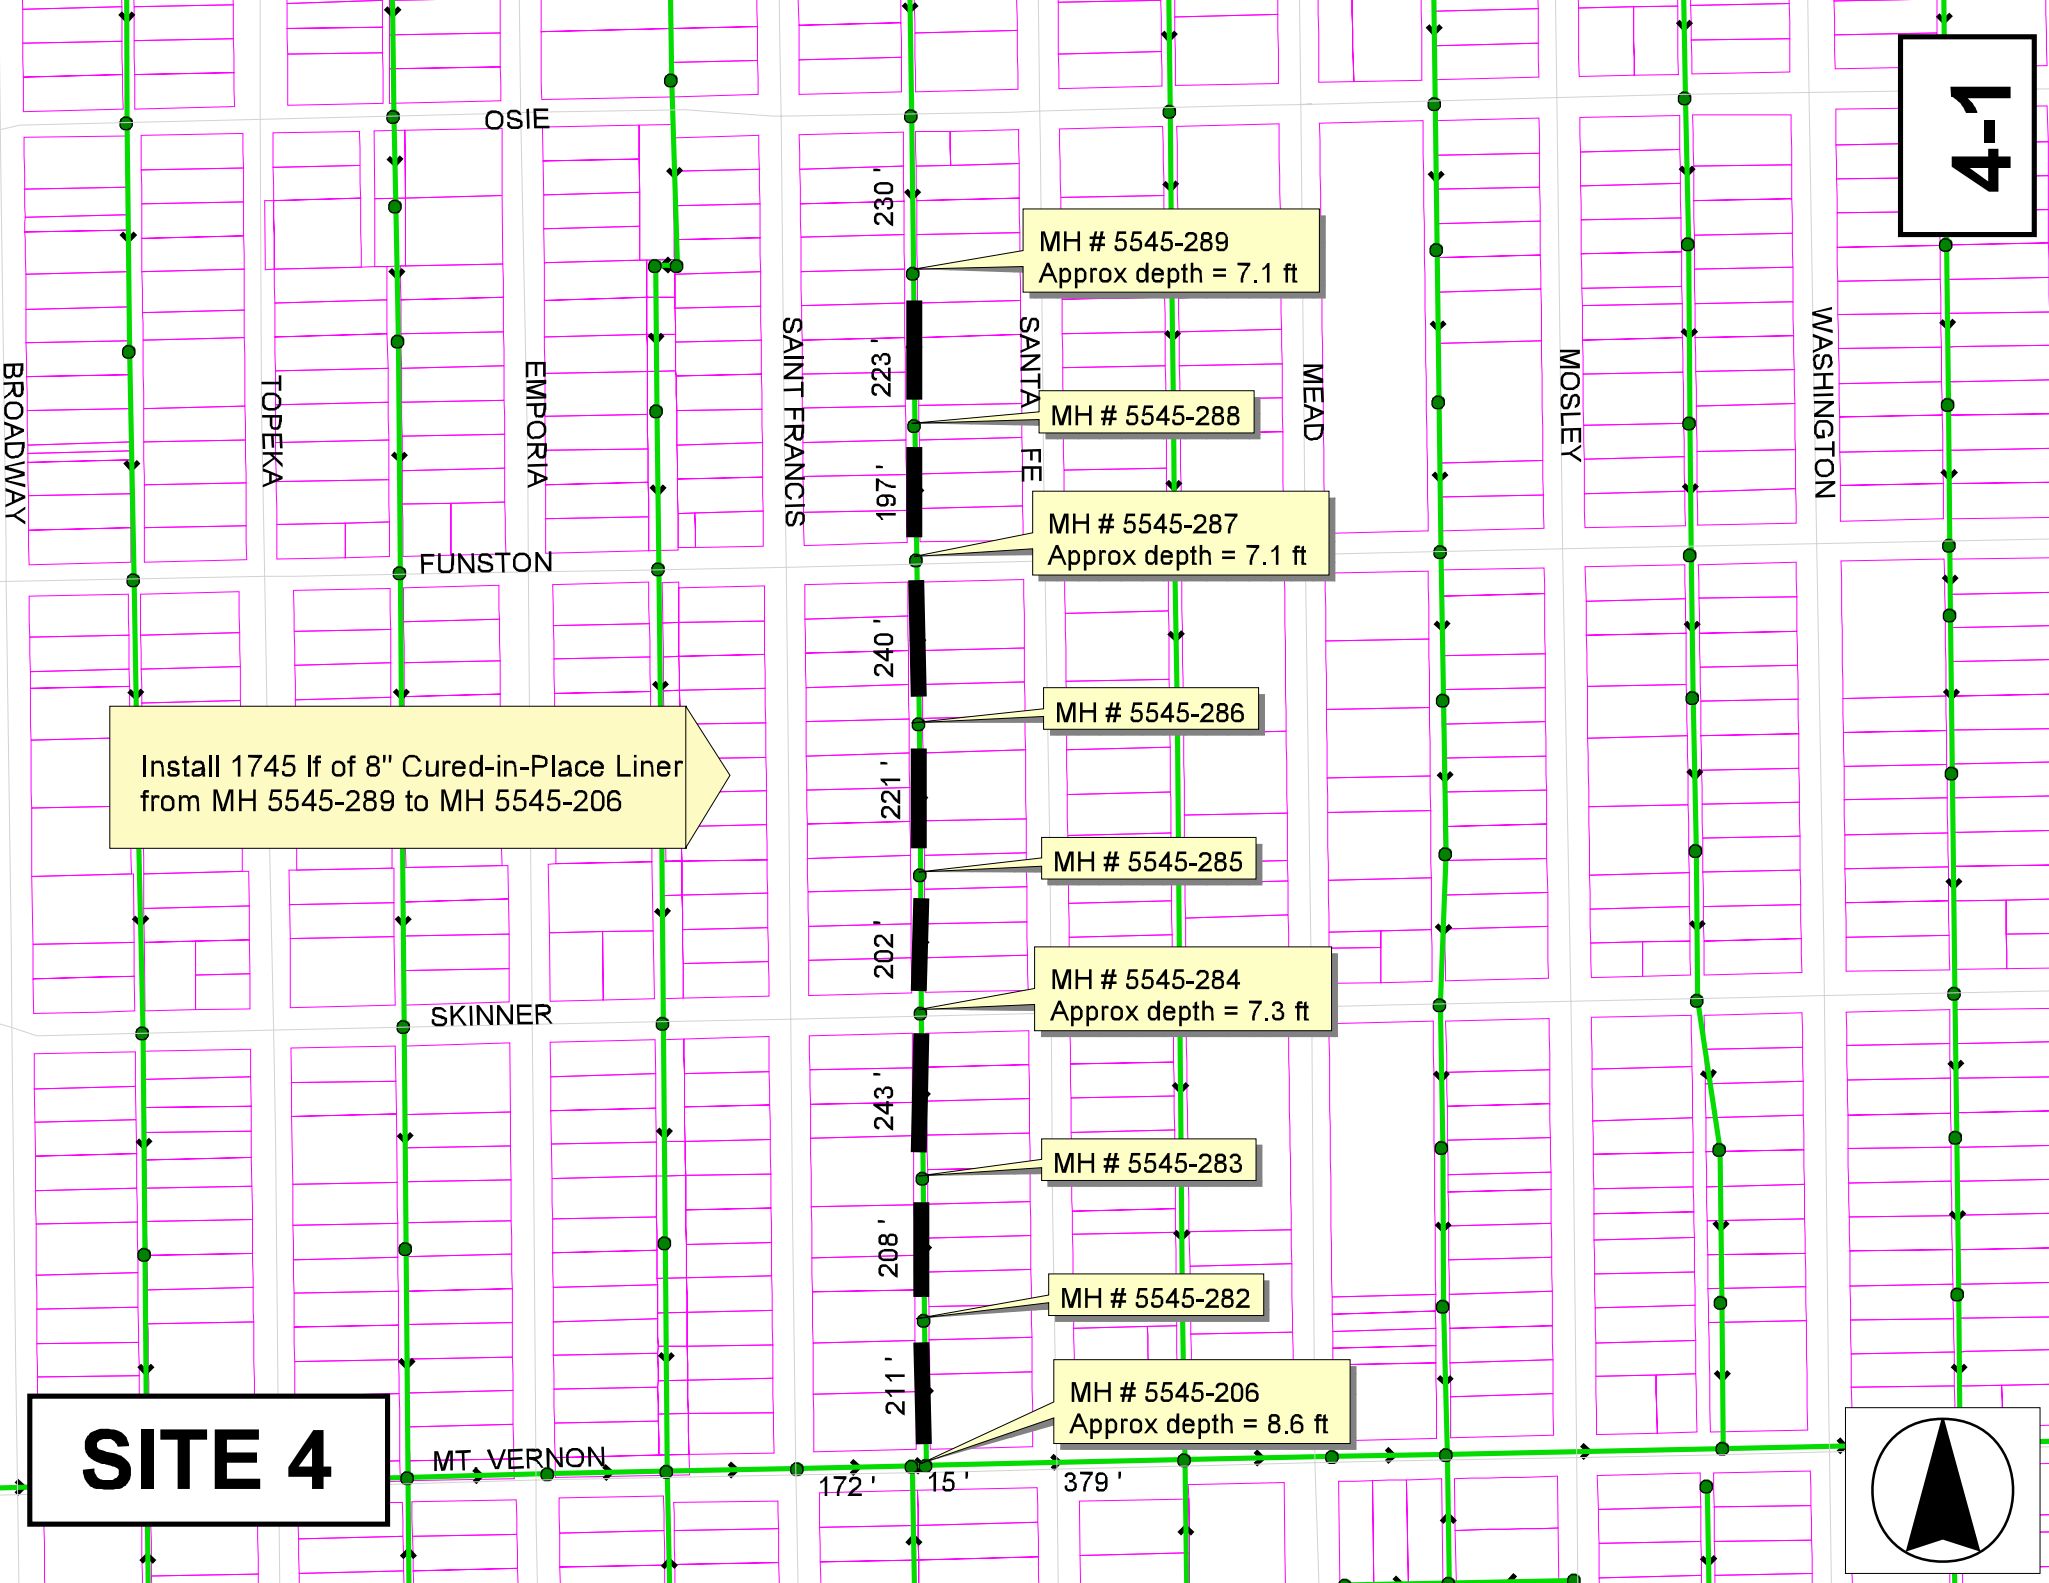 OSIE
4-1
230 '
MH # 5545-289
Approx depth = 7.1 ft
223 '
BROADWAY
TOPEKA
EMPORIA
SAINT FRANCIS
SANTA FE
MEAD
MOSLEY
WASHINGTON
MH # 5545-288
197 '
MH # 5545-287
Approx depth = 7.1 ft
FUNSTON
240 '
MH # 5545-286
Install 1745 lf of 8" Cured-in-Place Liner
from MH 5545-289 to MH 5545-206
221 '
MH # 5545-285
202 '
MH # 5545-284
Approx depth = 7.3 ft
SKINNER
243 '
MH # 5545-283
208 '
MH # 5545-282
211 '
MH # 5545-206
Approx depth = 8.6 ft
SITE 4
MT. VERNON
172 '
15 '
379 '